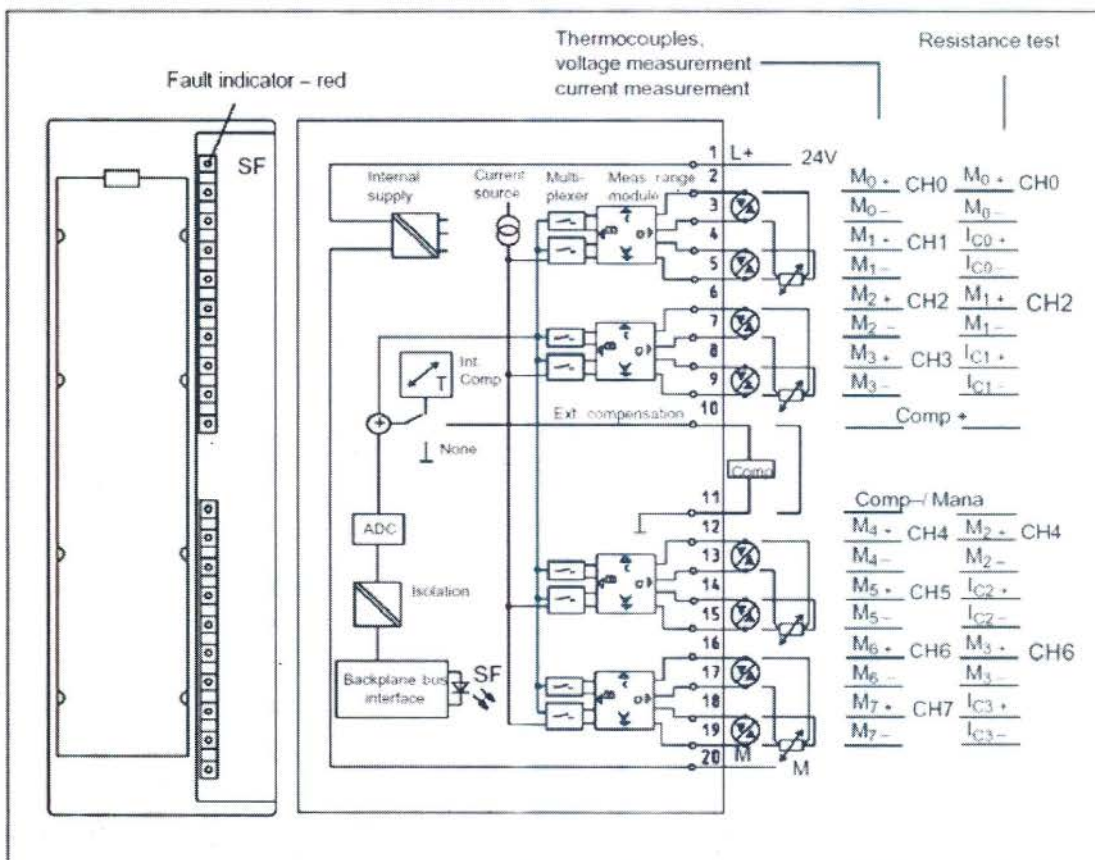 Thermocouples,
voltage measurement
current measurement
Resistance test
Fault indicator – red
SF
Internal
supply
Current
source
Multi-
plexer
Meas range
module
1 L+ 24V
2
3
4
5
6
7
8
9
10
11
12
13
14
15
16
17
18
19
20 M
M
Int.
Comp
T
Ext. compensation
None
Comp
ADC
Isolation
Backplane bus
interface
SF
M0 + CH0 M0 + CH0
M0 – M0 –
M1 + CH1 IC0 +
M1 – IC0 –
M2 + CH2 M1 + CH2
M2 – M1 –
M3 + CH3 IC1 +
M3 – IC1 –
Comp +
Comp–/ Mana
M4 + CH4 M2 + CH4
M4 – M2 –
M5 + CH5 IC2 +
M5 – IC2 –
M6 + CH6 M3 + CH6
M6 – M3 –
M7 + CH7 IC3 +
M7 – IC3 –